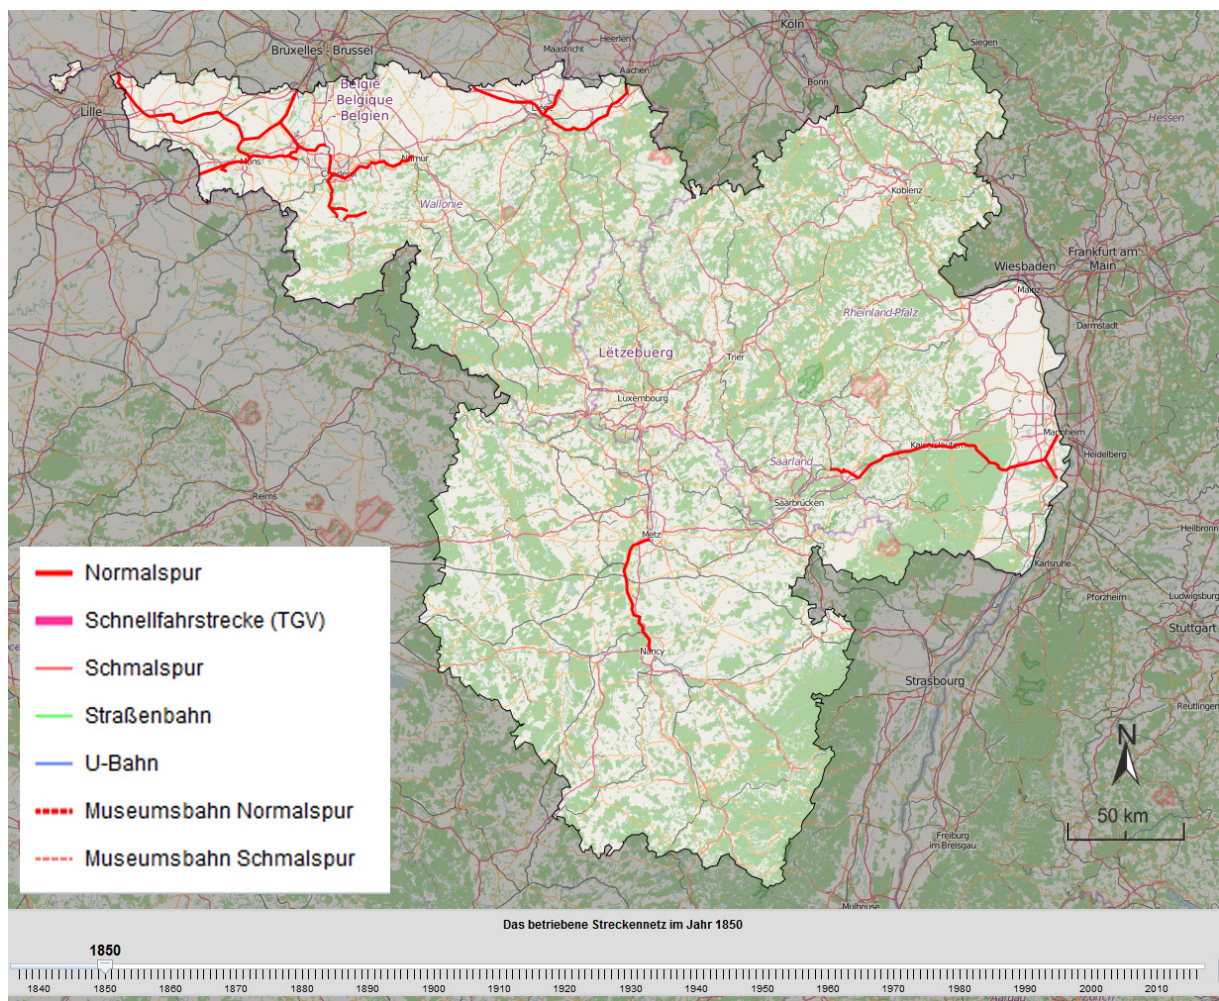 Köln
Siegen
Bruxelles - Brussel
Heerlen
Maastricht
Aachen
Bonn
België
- Belgique
- Belgien
Lille
Hessen
Mons
Namur
Koblenz
Wallonie
Frankfurt am
Main
Wiesbaden
Mainz
Rheinland-Pfalz
Darmstadt
Lëtzebuerg
Trier
Luxembourg
Mannheim
Heidelberg
Saarland
Reims
Saarbrücken
Heilbronn
Metz
Karlsruhe
Pforzheim
Ludwigsburg
Stuttgart
Nancy
Strasbourg
Reutlingen
Freiburg
im Breisgau
Mulhouse
Normalspur
Schnellfahrstrecke (TGV)
Schmalspur
Straßenbahn
U-Bahn
Museumsbahn Normalspur
Museumsbahn Schmalspur
N
50 km
Das betriebene Streckennetz im Jahr 1850
1850
1840 1850 1860 1870 1880 1890 1900 1910 1920 1930 1940 1950 1960 1970 1980 1990 2000 2010
Aargau